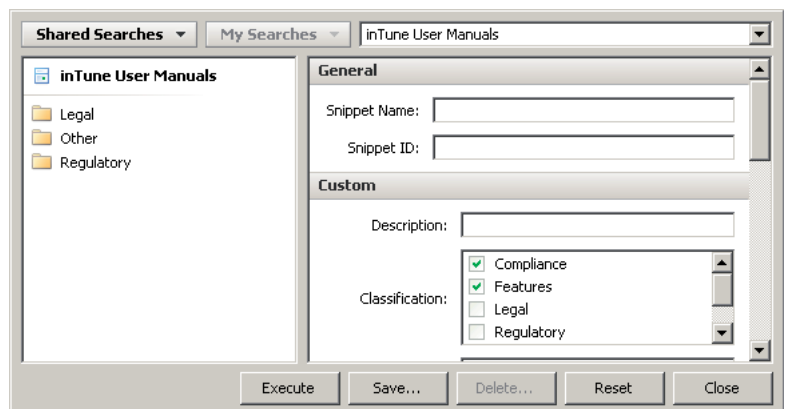 Shared Searches My Searches inTune User Manuals
inTune User Manuals
Legal
Other
Regulatory
General
Snippet Name:
Snippet ID:
Custom
Description:
Classification:
Compliance
Features
Legal
Regulatory
Execute Save... Delete... Reset Close